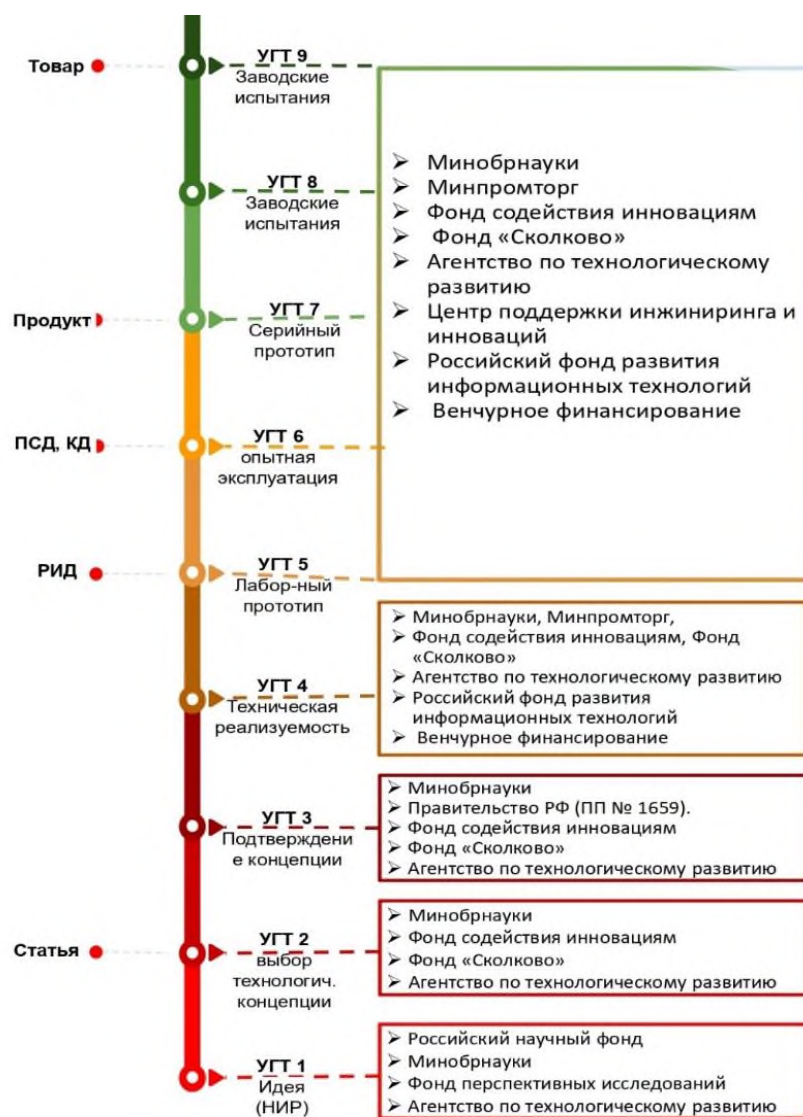 Товар
УГТ 9
Заводские
испытания
УГТ 8
Заводские
испытания
Продукт
УГТ 7
Серийный
прототип
ПСД, КД
УГТ 6
опытная
эксплуатация
➢ Минобрнауки
➢ Минпромторг
➢ Фонд содействия инновациям
➢ Фонд «Сколково»
➢ Агентство по технологическому
развитию
➢ Центр поддержки инжиниринга и
инноваций
➢ Российский фонд развития
информационных технологий
➢ Венчурное финансирование
РИД
УГТ 5
Лабор-ный
прототип
УГТ 4
Техническая
реализуемость
➢ Минобрнауки, Минпромторг,
➢ Фонд содействия инновациям, Фонд
«Сколково»
➢ Агентство по технологическому развитию
➢ Российский фонд развития
информационных технологий
➢ Венчурное финансирование
УГТ 3
Подтверждени
е концепции
➢ Минобрнауки
➢ Правительство РФ (ПП № 1659).
➢ Фонд содействия инновациям
➢ Фонд «Сколково»
➢ Агентство по технологическому развитию
Статья
УГТ 2
выбор
технологич.
концепции
➢ Минобрнауки
➢ Фонд содействия инновациям
➢ Фонд «Сколково»
➢ Агентство по технологическому развитию
УГТ 1
Идея
(НИР)
➢ Российский научный фонд
➢ Минобрнауки
➢ Фонд перспективных исследований
➢ Агентство по технологическому развитию